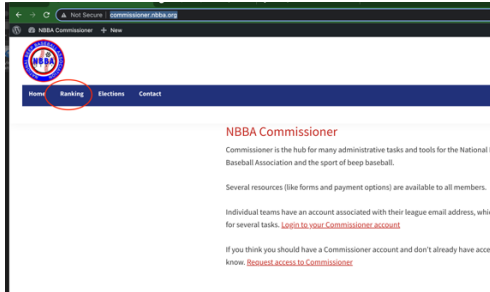 Not Secure | commissioner.nbba.org
NBBA Commissioner + New
NBBA
Home Ranking Elections Contact
NBBA Commissioner
Commissioner is the hub for many administrative tasks and tools for the National
Baseball Association and the sport of beep baseball.
Several resources (like forms and payment options) are available to all members.
Individual teams have an account associated with their league email address, whic
for several tasks. Login to your Commissioner account
If you think you should have a Commissioner account and don't already have acce
know. Request access to Commissioner